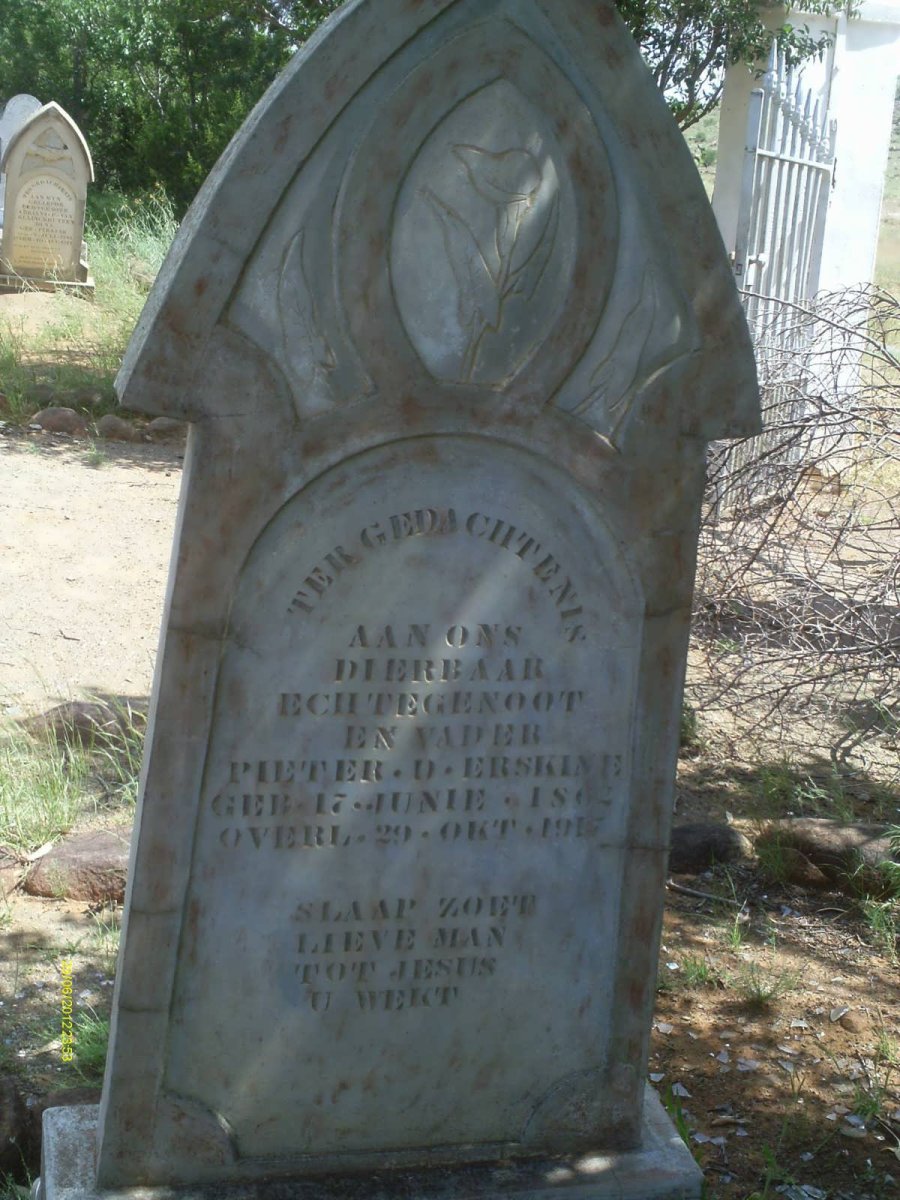 TER GEDACHTENIS
AAN ONS
DIERBAAR
ECHTEGENOOT
EN VADER
PIETER · D · ERSKINE
GEB · 17 · JUNIE ·
OVERL · 29 · OKT ·
SLAAP ZOET
LIEVE MAN
TOT JESUS
U WEKT